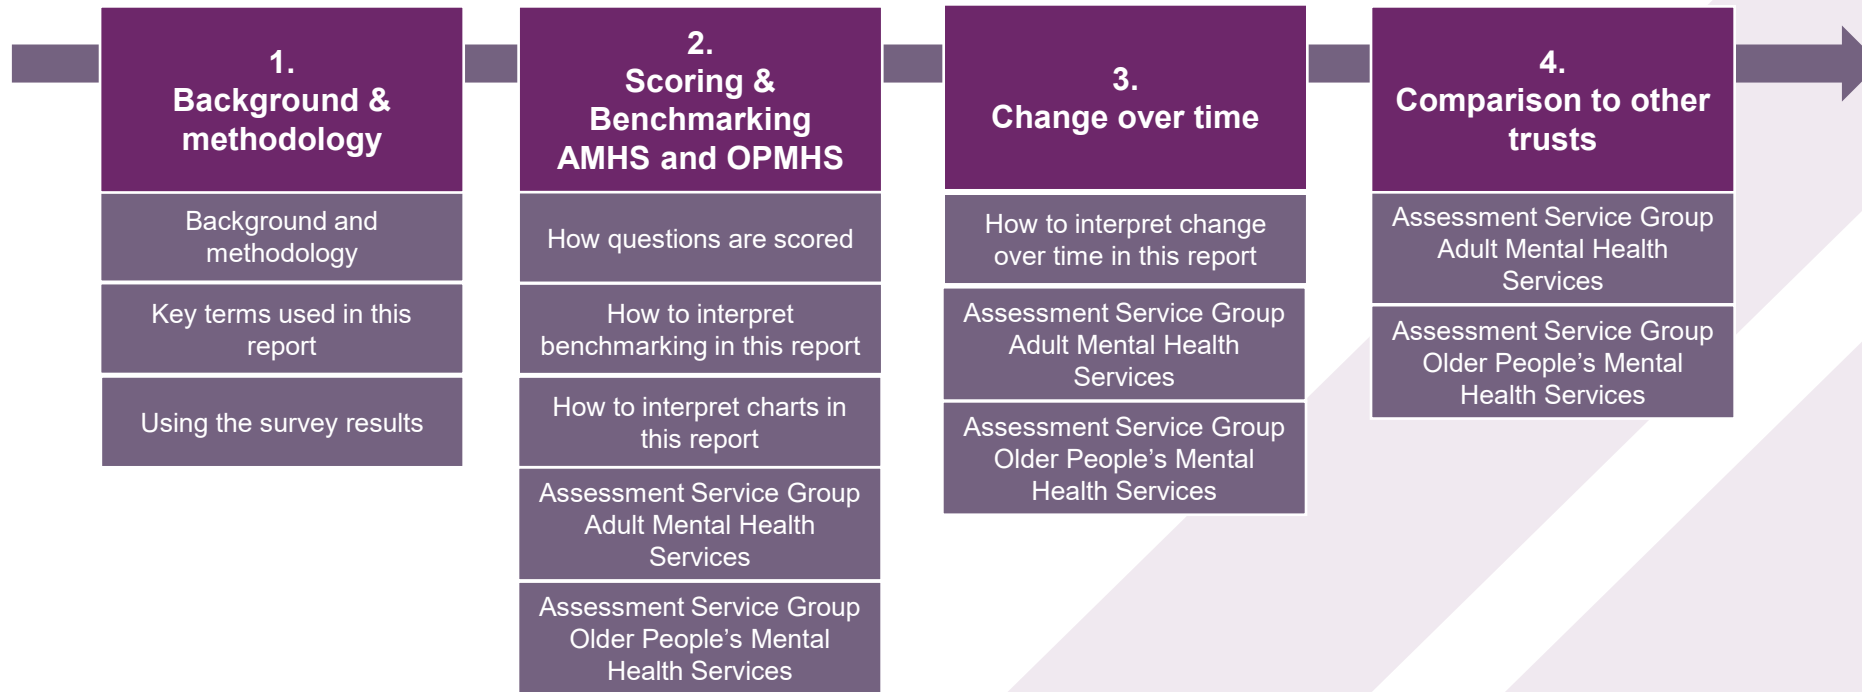 1.
Background &
methodology
Background and
methodology
Key terms used in this
report
Using the survey results
2.
Scoring &
Benchmarking
AMHS and OPMHS
How questions are scored
How to interpret
benchmarking in this report
How to interpret charts in
this report
Assessment Service Group
Adult Mental Health
Services
Assessment Service Group
Older People’s Mental
Health Services
3.
Change over time
How to interpret change
over time in this report
Assessment Service Group
Adult Mental Health
Services
Assessment Service Group
Older People’s Mental
Health Services
4.
Comparison to other
trusts
Assessment Service Group
Adult Mental Health
Services
Assessment Service Group
Older People’s Mental
Health Services